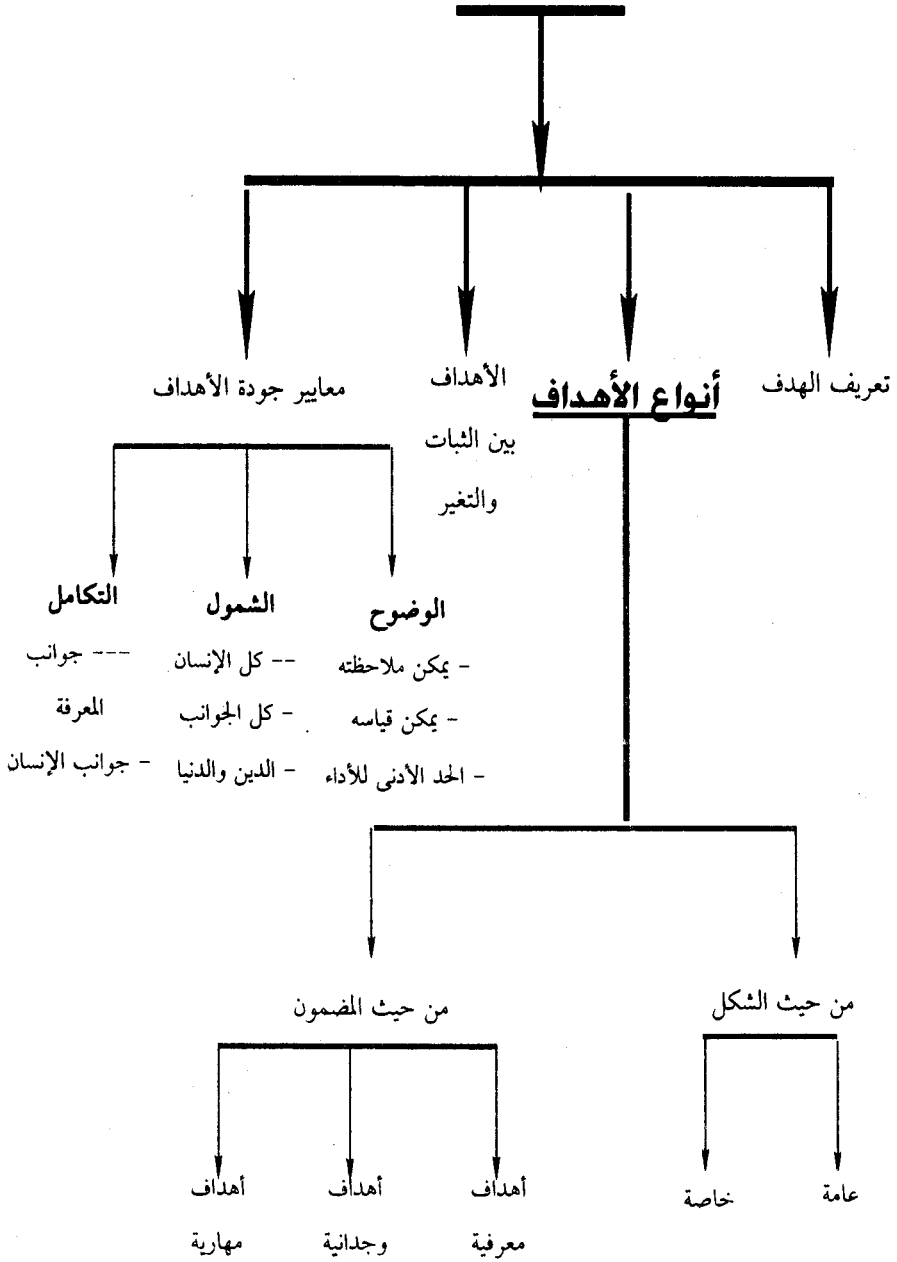 تعريف الهدف
أنواع الأهداف
الأهداف
بين الثبات
والتغير
معايير جودة الأهداف
الوضوح
- يمكن ملاحظته
- يمكن قياسه
- الحد الأدنى للأداء
الشمول
-- كل الإنسان
- كل الجوانب
- الدين والدنيا
التكامل
--- جوانب
المعرفة
- جوانب الإنسان
من حيث الشكل
عامة
خاصة
من حيث المضمون
أهداف
معرفية
أهداف
وجدانية
أهداف
مهارية